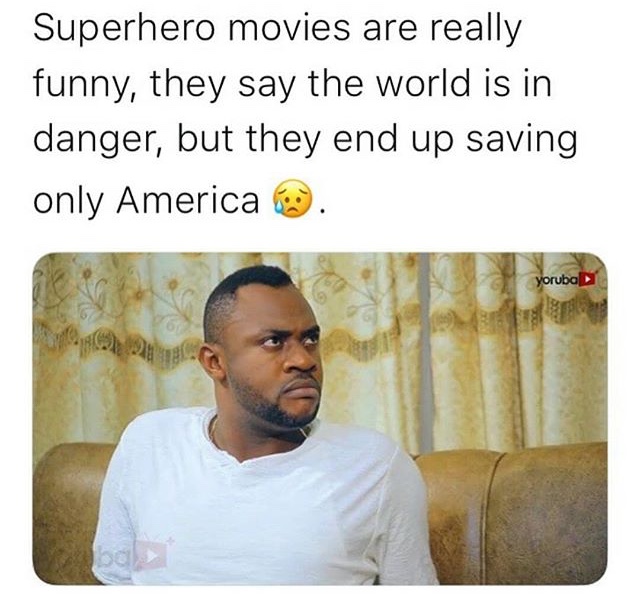 Superhero movies are really
funny, they say the world is in
danger, but they end up saving
only America 😥.
yoruba
ba